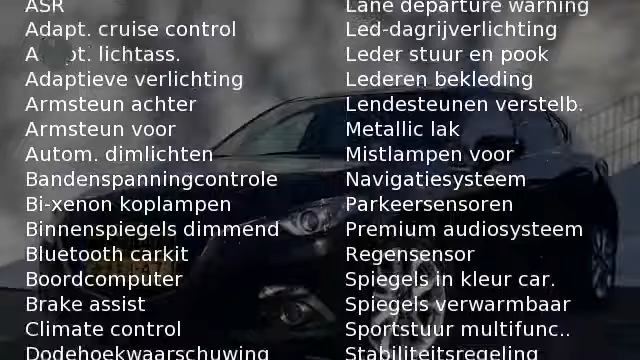 ASR
Adapt. cruise control
lichtass.
Adaptieve verlichting
Armsteun achter
Armsteun voor
Autom. dimlichten
Bandenspanningcontrole
Bi-xenon koplampen
Binnenspiegels dimmend
Bluetooth carkit
Boordcomputer
Brake assist
Climate control
Dodehoekwaarschuwing
Lane departure warning
Led-dagrijverlichting
Leder stuur en pook
Lederen bekleding
Lendesteunen verstelb.
Metallic lak
Mistlampen voor
Navigatiesysteem
Parkeersensoren
Premium audiosysteem
Regensensor
Spiegels in kleur car.
Spiegels verwarmbaar
Sportstuur multifunc..
Stabiliteitsregeling